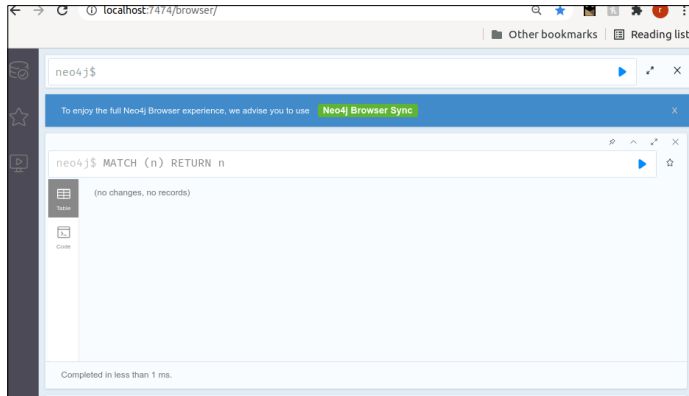 localhost:7474/browser/
r
Other bookmarks
Reading list
neo4j$
To enjoy the full Neo4j Browser experience, we advise you to use Neo4j Browser Sync X
neo4j$ MATCH (n) RETURN n
(no changes, no records)
Table
Code
Completed in less than 1 ms.